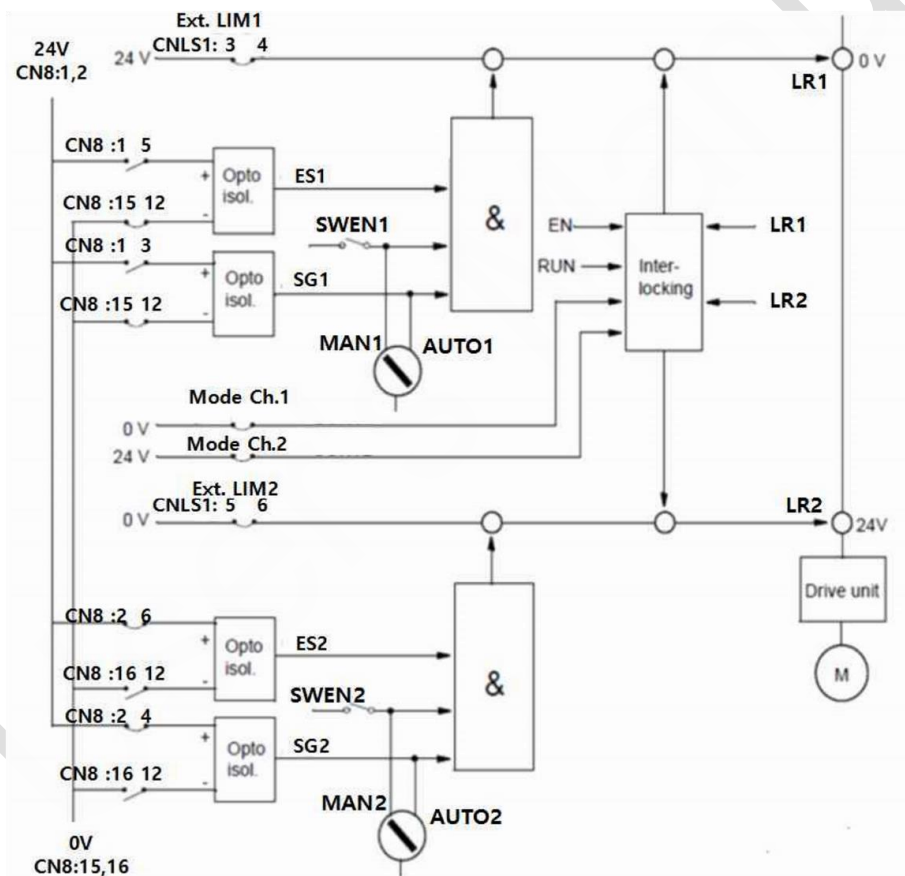 Ext. LIM1
24V
CN8:1,2
24 V
CNLS1: 3 4
0 V
LR1
CN8 :1 5
Opto
isol.
+
-
ES1
CN8 :15 12
SWEN1
&
EN
LR1
CN8 :1 3
RUN
Inter-
locking
Opto
isol.
+
-
SG1
LR2
CN8 :15 12
MAN1
AUTO1
Mode Ch.1
0 V
Mode Ch.2
24 V
Ext. LIM2
CNLS1: 5 6
0 V
LR2
24V
Drive unit
M
CN8 :2 6
Opto
isol.
+
-
ES2
CN8 :16 12
SWEN2
&
CN8 :2 4
Opto
isol.
+
-
SG2
CN8 :16 12
MAN2
AUTO2
0V
CN8:15,16